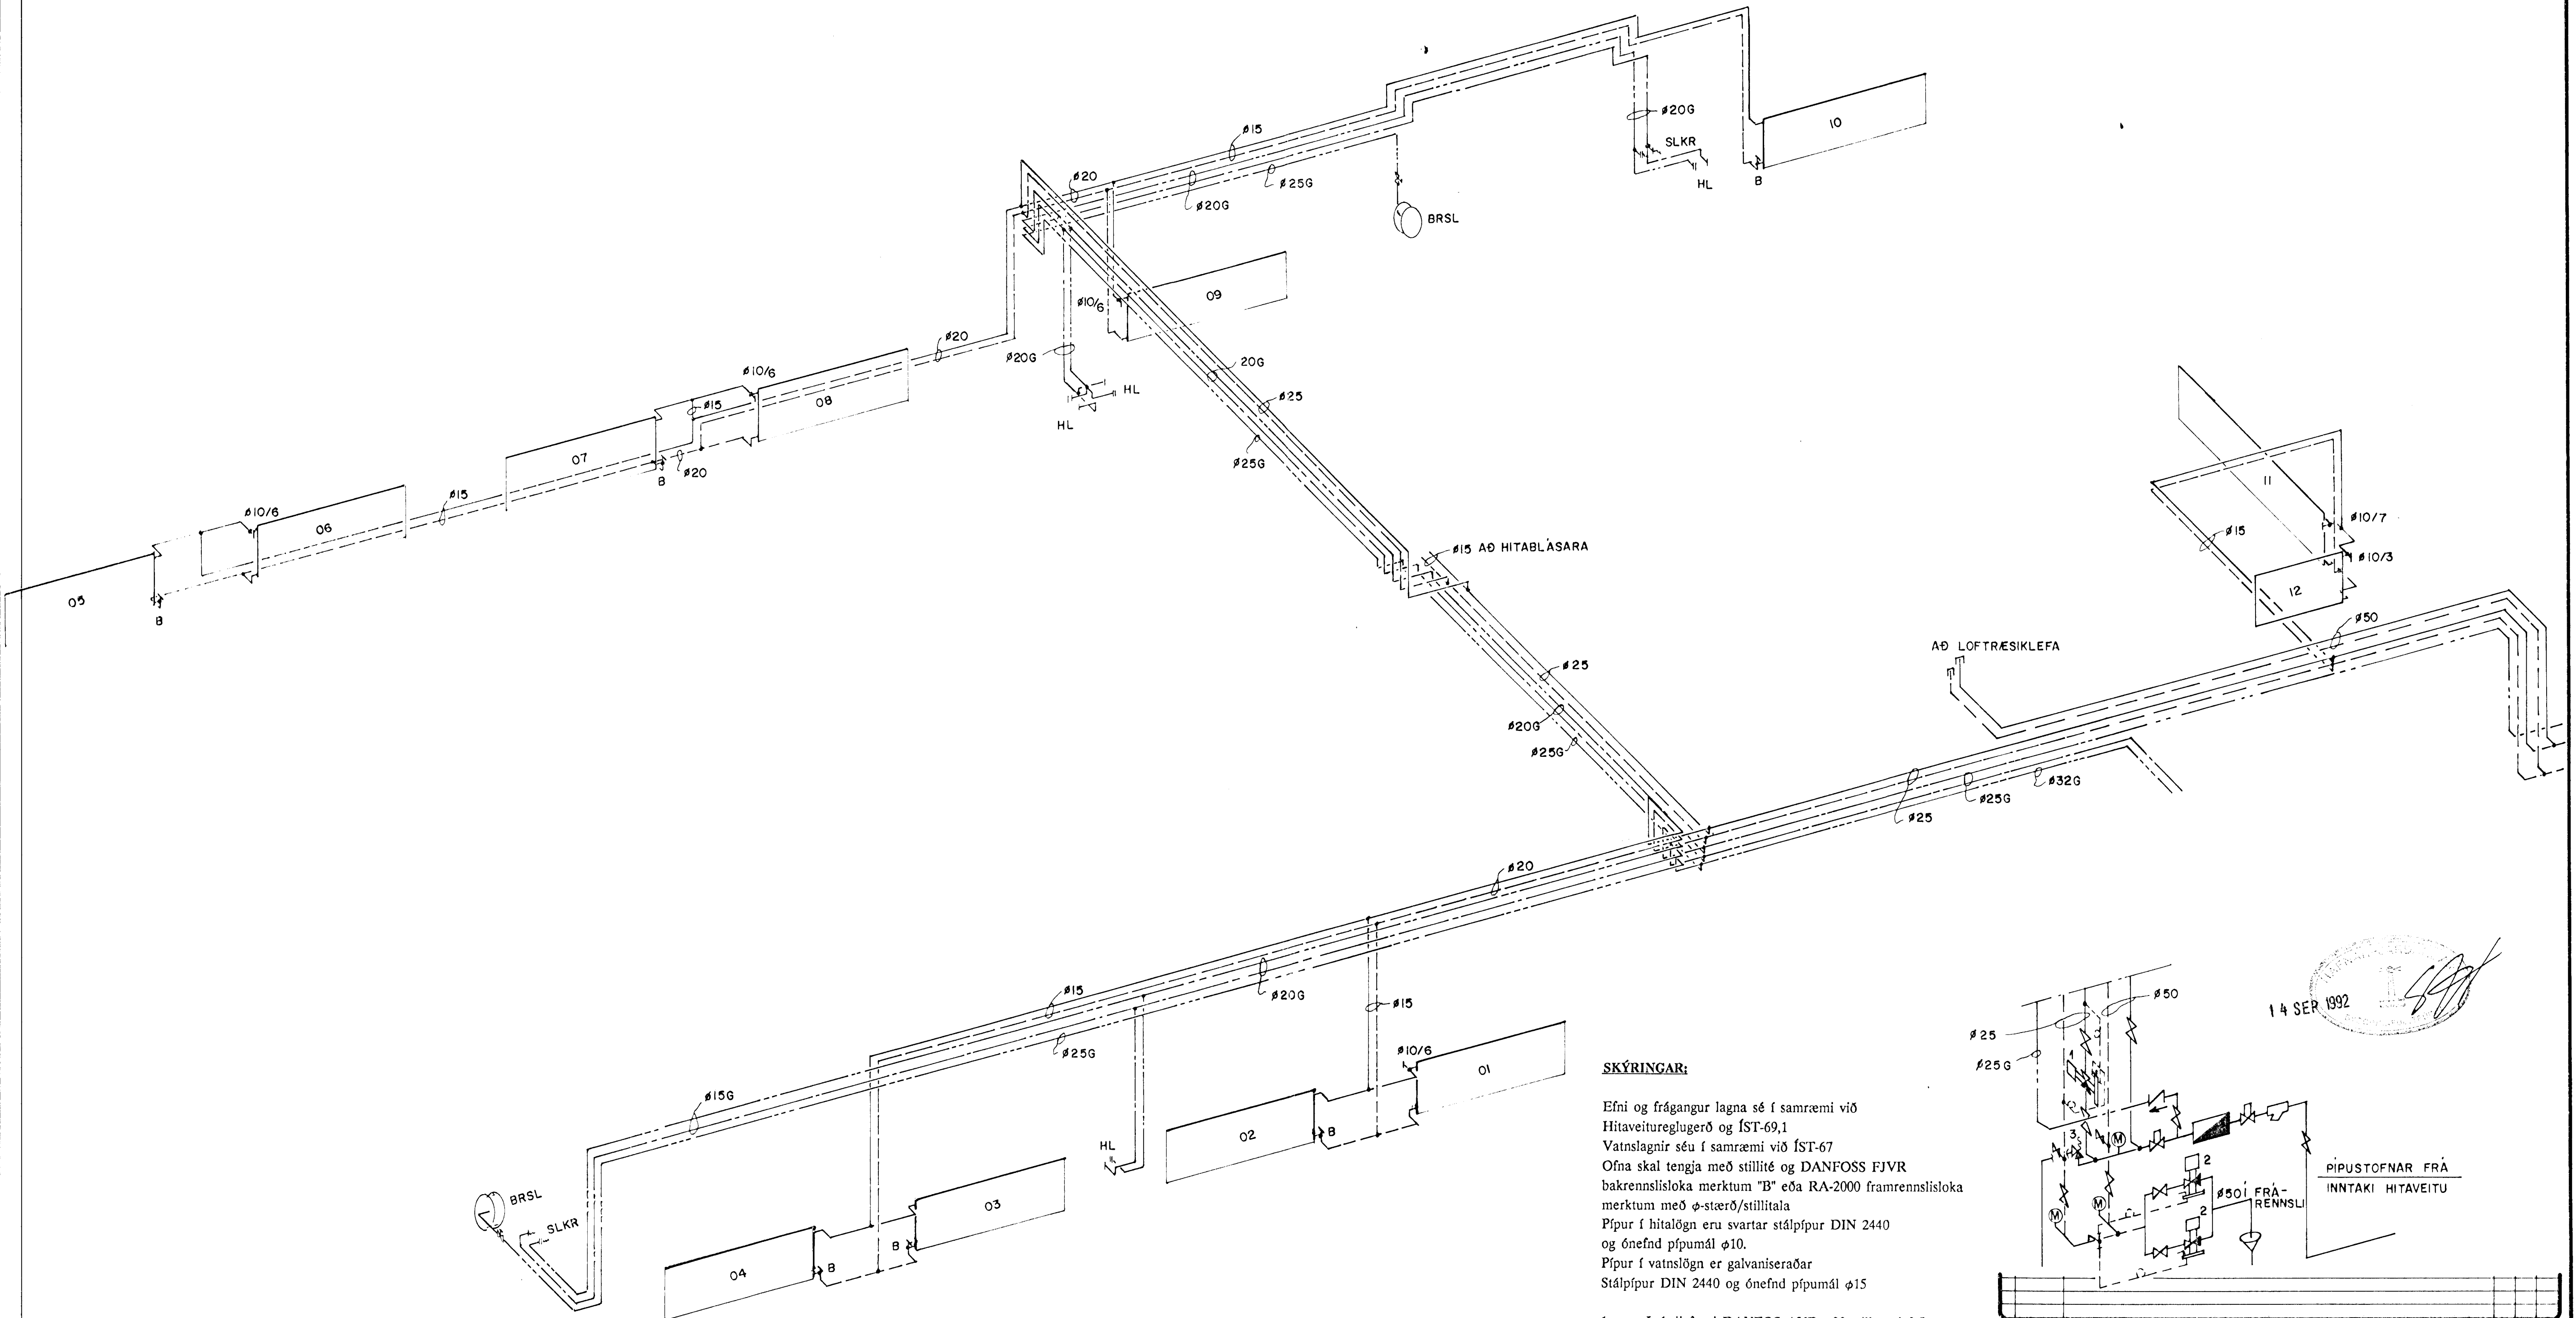 ø20G
SLKR
HL
B
10
ø15
ø20
ø20G
ø25G
BRSL
ø10/6
09
ø20
ø20G
HL
HL
20G
ø25
ø25G
ø10/6
08
ø15
07
B
ø20
ø15
ø10/6
06
05
B
ø15 AÐ HITABLÁSARA
11
ø10/7
ø15
ø10/3
12
ø50
AÐ LOFTRÆSIKLEFA
ø25
ø20G
ø25G
ø32G
ø25G
ø25
ø20
ø15
ø20G
ø15
ø25G
ø10/6
01
02
B
HL
ø15G
BRSL
SLKR
03
B
04
B
SKÝRINGAR:
Efni og frágangur lagna sé í samræmi við
Hitaveitureglugerð og ÍST-69,1
Vatnslagnir séu í samræmi við ÍST-67
Ofna skal tengja með stillité og DANFOSS FJVR
bakrennslisloka merktum "B" eða RA-2000 framrennslisloka
merktum með ø-stærð/stillitala
Pípur í hitalögn eru svartar stálpípur DIN 2440
og ónefnd pípumál ø10.
Pípur í vatnslögn er galvaniseraðar
Stálpípur DIN 2440 og ónefnd pípumál ø15
14 SEP. 1992
ø50
ø25
ø25G
1
3
M
M
M
2
2
ø50 Í FRÁ-
RENNSLI
PÍPUSTOFNAR FRÁ
INNTAKI HITAVEITU